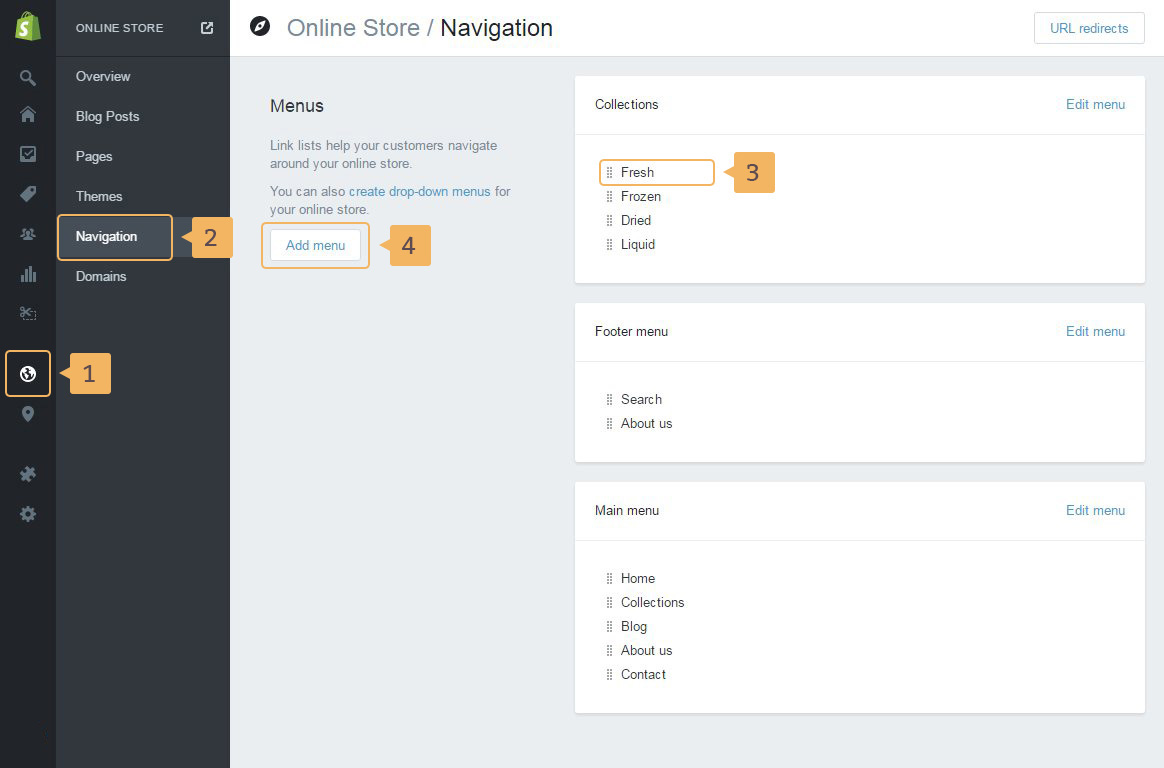 ONLINE STORE
Overview
Blog Posts
Pages
Themes
Navigation
2
Domains
1
Online Store / Navigation
URL redirects
Menus
Link lists help your customers navigate
around your online store.
You can also create drop-down menus for
your online store.
Add menu
4
Collections
Edit menu
Fresh
3
Frozen
Dried
Liquid
Footer menu
Edit menu
Search
About us
Main menu
Edit menu
Home
Collections
Blog
About us
Contact